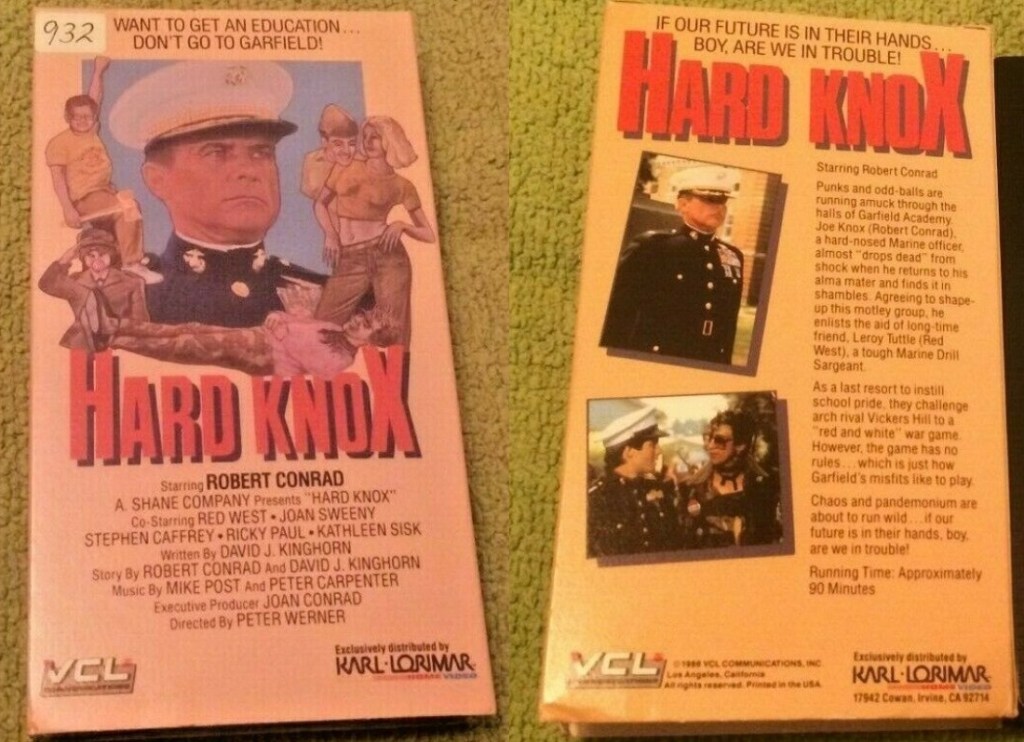 932
WANT TO GET AN EDUCATION...
DON'T GO TO GARFIELD!
HARD KNOX
Starring ROBERT CONRAD
A. SHANE COMPANY Presents "HARD KNOX"
Co-Starring RED WEST • JOAN SWEENY
STEPHEN CAFFREY • RICKY PAUL • KATHLEEN SISK
Written By DAVID J. KINGHORN
Story By ROBERT CONRAD And DAVID J. KINGHORN
Music By MIKE POST And PETER CARPENTER
Executive Producer JOAN CONRAD
Directed By PETER WERNER
VCL
Exclusively distributed by
KARL·LORIMAR
HOME VIDEO
IF OUR FUTURE IS IN THEIR HANDS...
BOY, ARE WE IN TROUBLE!
HARD KNOX
Starring Robert Conrad
Punks and odd-balls are
running amuck through the
halls of Garfield Academy.
Joe Knox (Robert Conrad),
a hard-nosed Marine officer,
almost "drops dead" from
shock when he returns to his
alma mater and finds it in
shambles. Agreeing to shape-
up this motley group, he
enlists the aid of long-time
friend, Leroy Tuttle (Red
West), a tough Marine Drill
Sargeant.
As a last resort to instill
school pride, they challenge
arch rival Vickers Hill to a
"red and white" war game.
However, the game has no
rules...which is just how
Garfield's misfits like to play.
Chaos and pandemonium are
about to run wild...if our
future is in their hands, boy,
are we in trouble!
Running Time: Approximately
90 Minutes
VCL
VCL COMMUNICATIONS, INC.
Los Angeles, California
All rights reserved. Printed in the USA.
Exclusively distributed by
KARL·LORIMAR
HOME VIDEO
17942 Cowan, Irvine, CA 92714